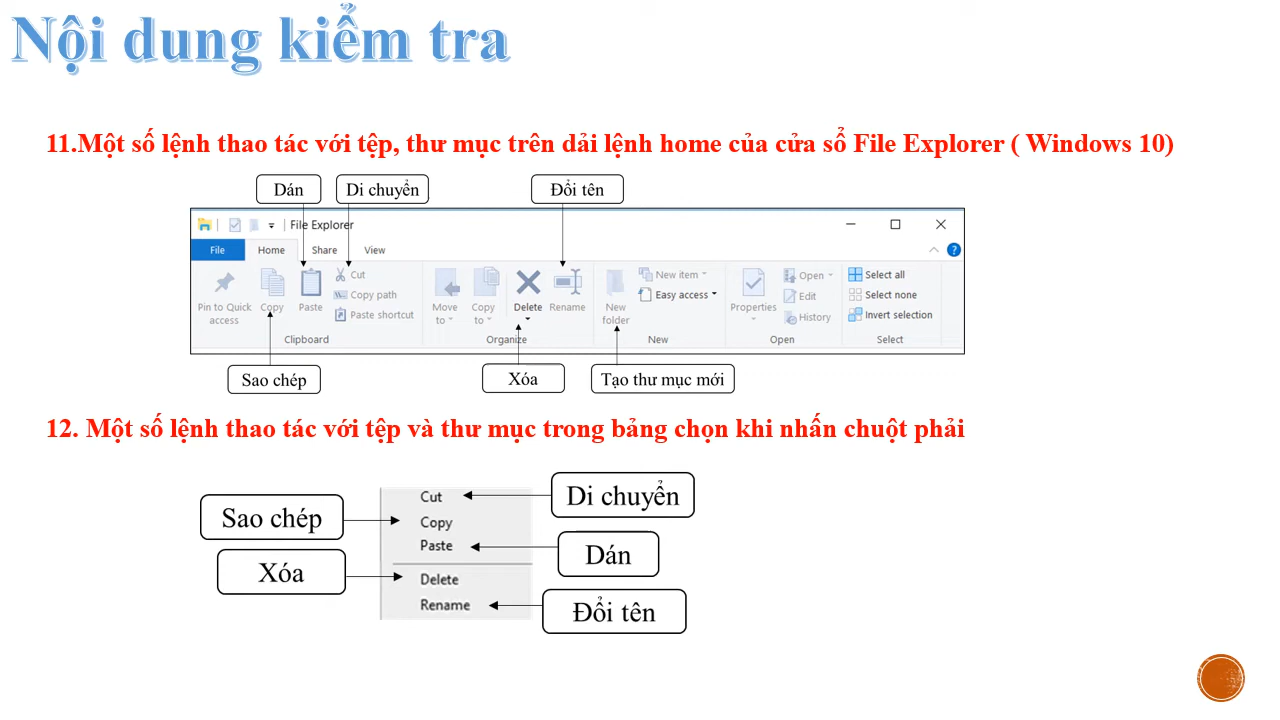 Nội dung kiểm tra
11.Một số lệnh thao tác với tệp, thư mục trên dải lệnh home của cửa sổ File Explorer ( Windows 10)
Dán
Di chuyển
Đổi tên
File Explorer
File Home Share View
Pin to Quick access
Copy
Paste
Cut
Copy path
Paste shortcut
Clipboard
Move to
Copy to
Delete
Rename
Organize
New folder
New item
Easy access
New
Properties
Open
Edit
History
Open
Select all
Select none
Invert selection
Select
Sao chép
Xóa
Tạo thư mục mới
12. Một số lệnh thao tác với tệp và thư mục trong bảng chọn khi nhấn chuột phải
Cut
Di chuyển
Sao chép
Copy
Paste
Dán
Xóa
Delete
Rename
Đổi tên